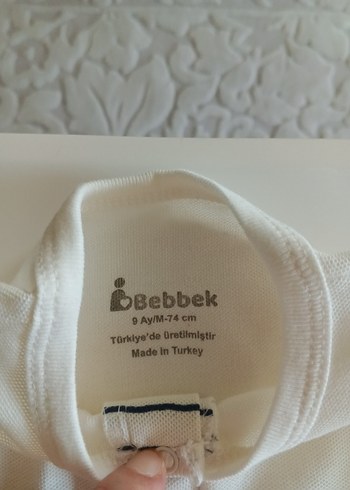 Bebbek
9 Ay/M-74 cm
Türkiye'de üretilmiştir
Made in Turkey